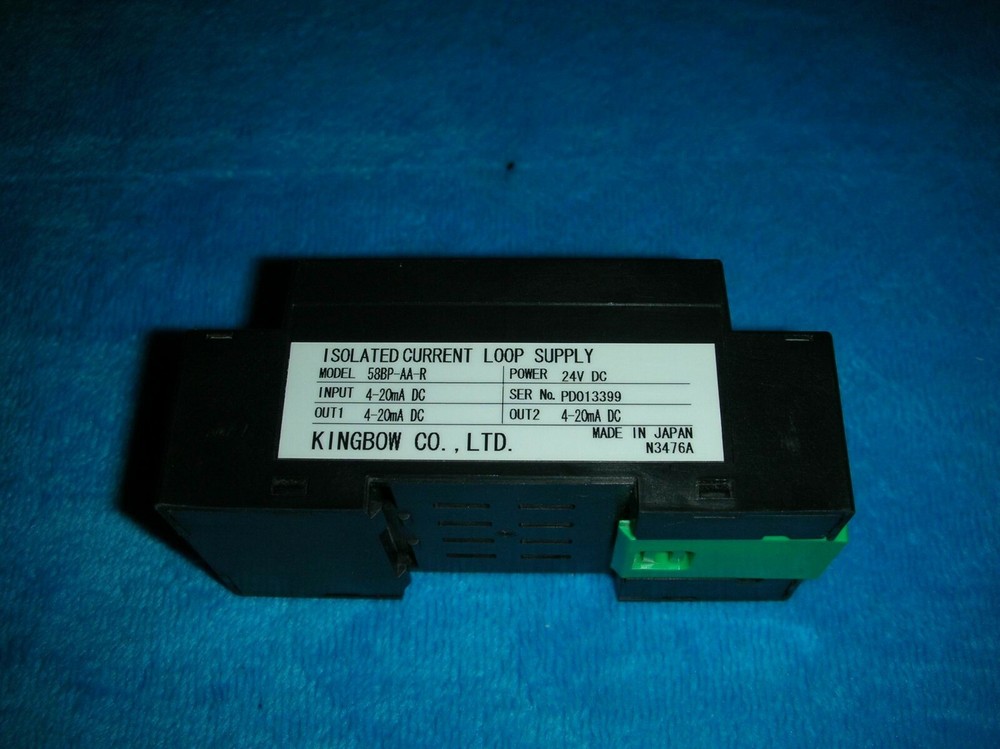 ISOLATED CURRENT LOOP SUPPLY
MODEL 58BP-AA-R POWER 24V DC
INPUT 4-20mA DC SER No. PD013399
OUT1 4-20mA DC OUT2 4-20mA DC
KINGBOW CO., LTD. MADE IN JAPAN
N3476A